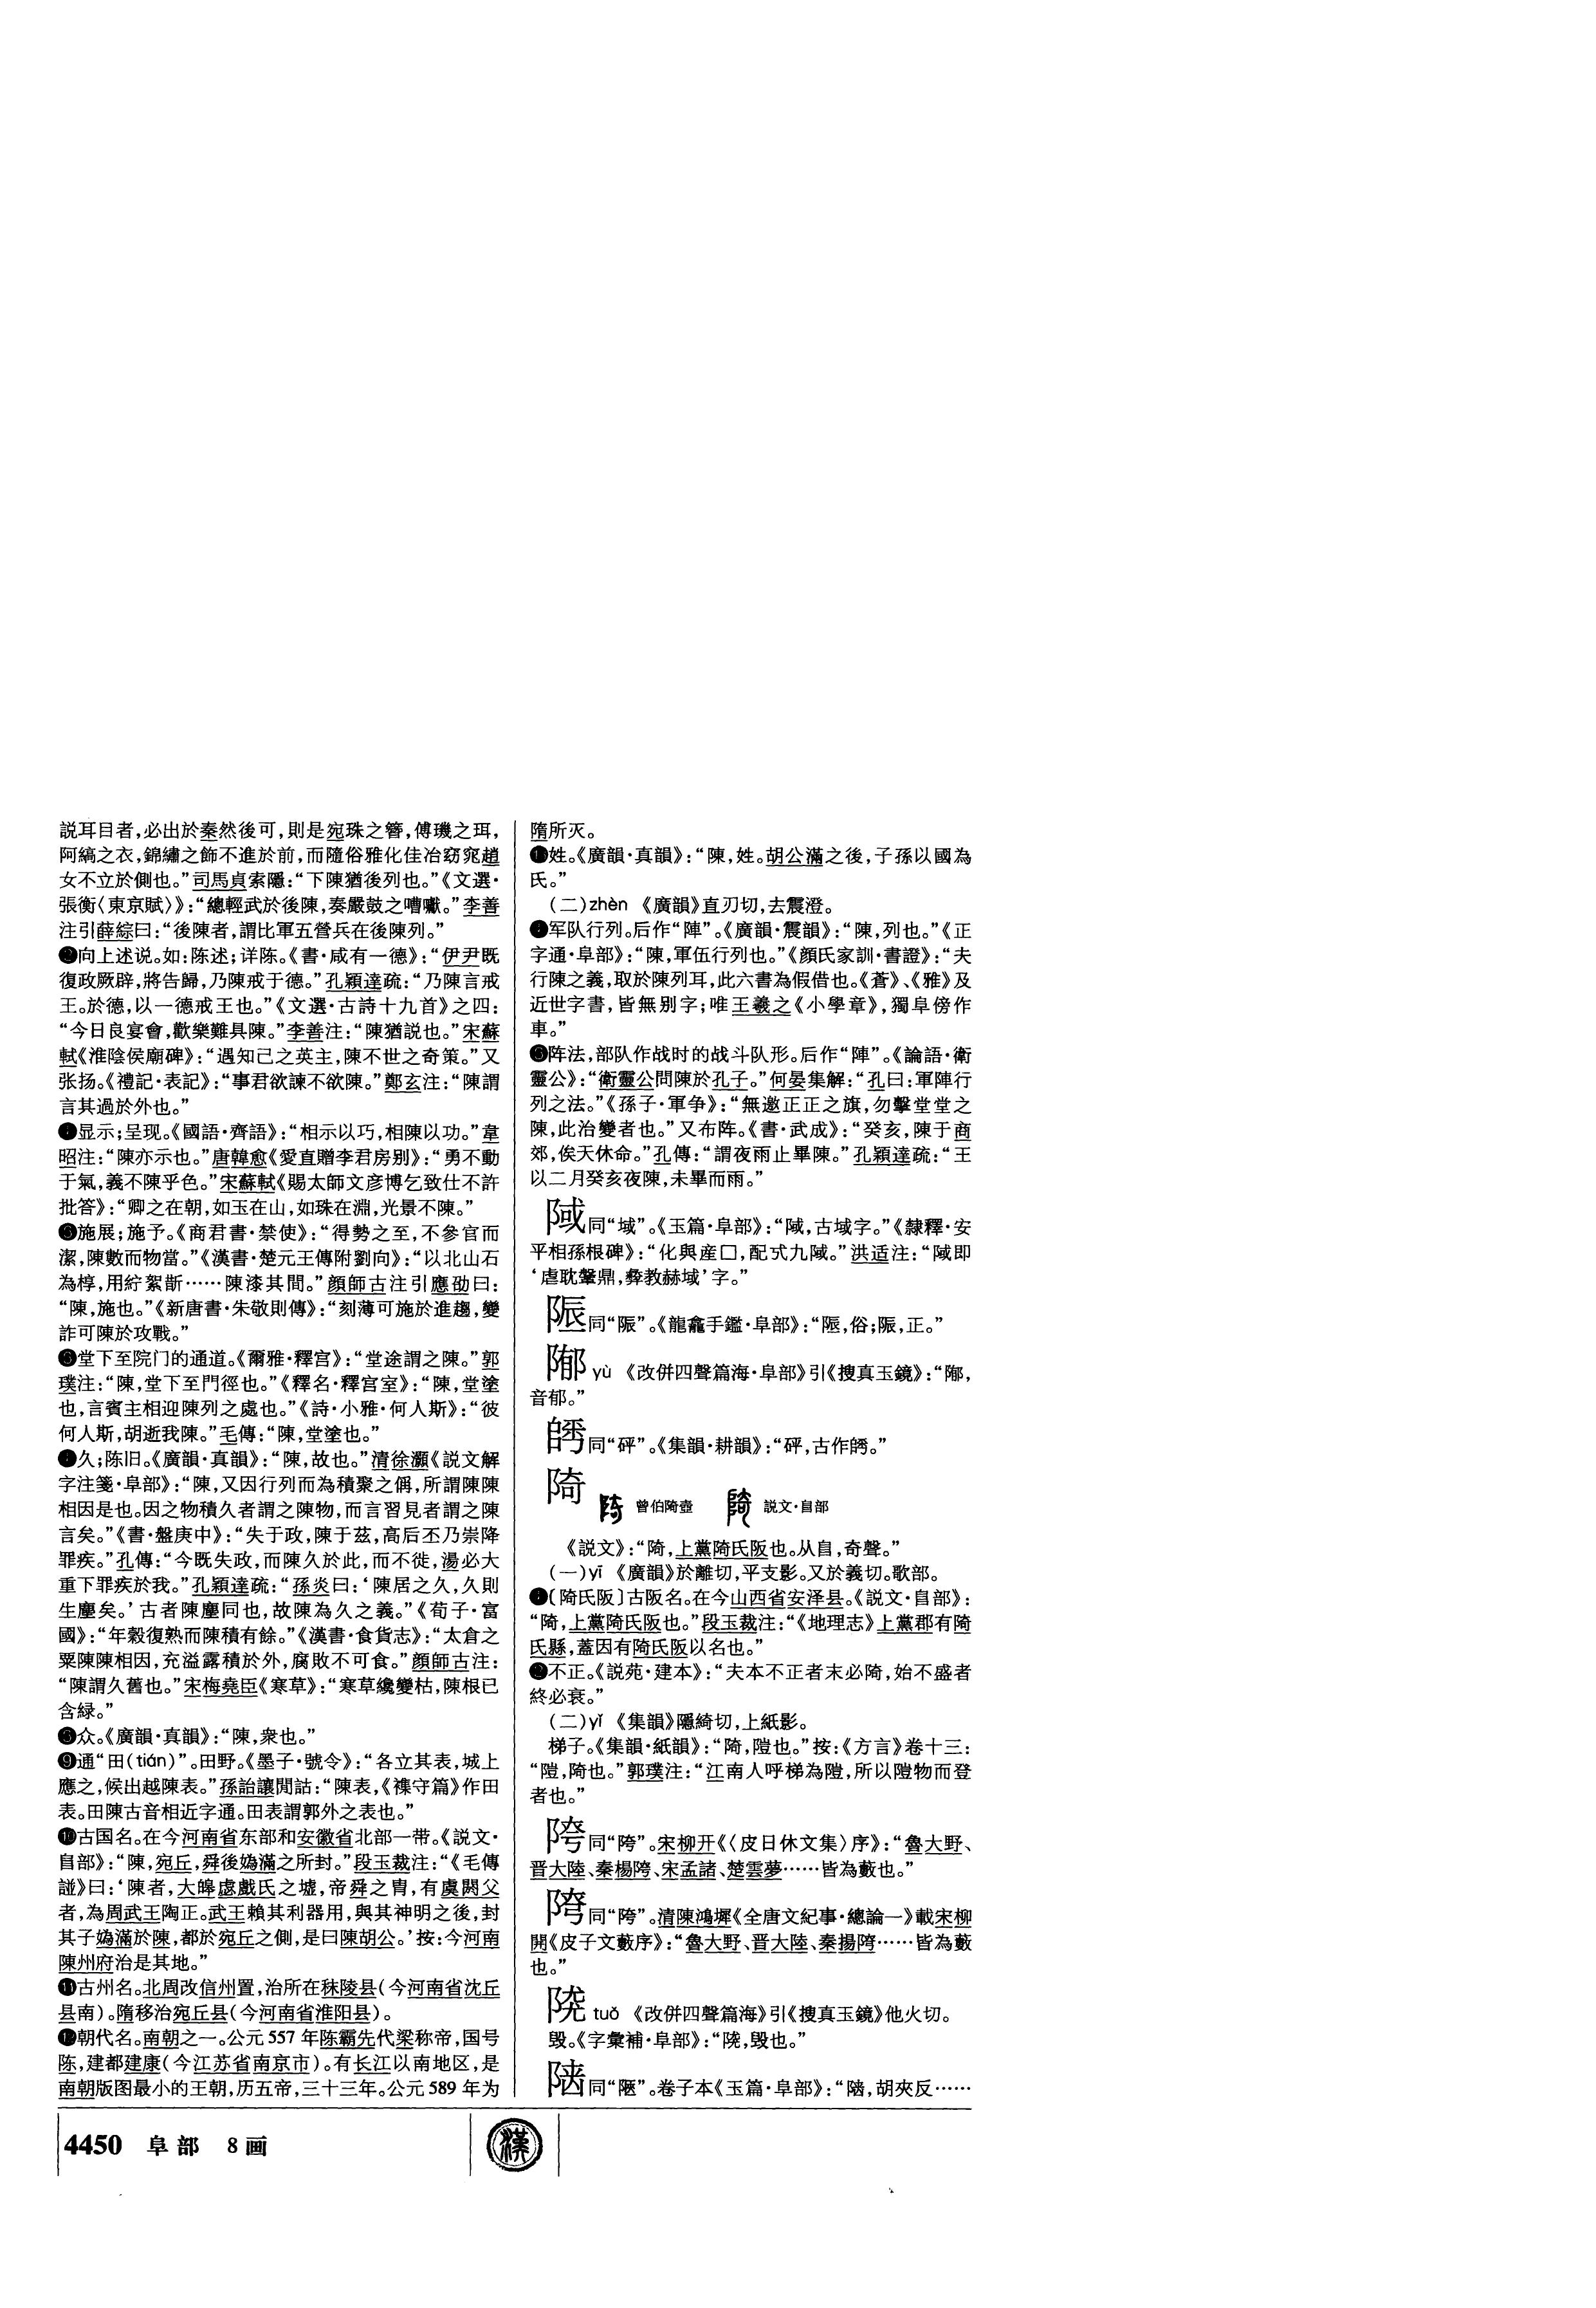 説耳目者,必出於秦然後可,則是宛珠之簪,傅璣之珥,
阿縞之衣,錦繡之飾不進於前,而隨俗雅化佳冶窈窕趙
女不立於側也。”司馬貞索隱:“下陳猶後列也。”《文選·
張衡〈東京賦〉》:“總輕武於後陳,奏嚴鼓之嘈囐。”李善
注引薛綜曰:“後陳者,謂比軍五營兵在後陳列。”
向上述说。如:陈述;详陈。《書·咸有一德》:“伊尹既
復政厥辟,將告歸,乃陳戒于德。”孔穎達疏:“乃陳言戒
王。於德,以一德戒王也。”《文選·古詩十九首》之四:
“今日良宴會,歡樂難具陳。”李善注:“陳猶説也。”宋蘇
軾《淮陰侯廟碑》:“遇知己之英主,陳不世之奇策。”又
张扬。《禮記·表記》:“事君欲諫不欲陳。”鄭玄注:“陳謂
言其過於外也。”
显示;呈现。《國語·齊語》:“相示以巧,相陳以功。”韋
昭注:“陳亦示也。”唐韓愈《愛直贈李君房别》:“勇不動
于氣,義不陳乎色。”宋蘇軾《賜太師文彦博乞致仕不許
批答》:“卿之在朝,如玉在山,如珠在淵,光景不陳。”
施展;施予。《商君書·禁使》:“得勢之至,不參官而
潔,陳數而物當。”《漢書·楚元王傳附劉向》:“以北山石
為椁,用紵絮斮……陳漆其間。”顔師古注引應劭曰:
“陳,施也。”《新唐書·朱敬則傳》:“刻薄可施於進趨,變
詐可陳於攻戰。”
堂下至院门的通道。《爾雅·釋宫》:“堂途謂之陳。”郭
璞注:“陳,堂下至門徑也。”《釋名·釋宫室》:“陳,堂塗
也,言賓主相迎陳列之處也。”《詩·小雅·何人斯》:“彼
何人斯,胡逝我陳。”毛傳:“陳,堂塗也。”
久;陈旧。《廣韻·真韻》:“陳,故也。”清徐灝《説文解
字注箋·阜部》:“陳,又因行列而為積聚之偁,所謂陳陳
相因是也。因之物積久者謂之陳物,而言習見者謂之陳
言矣。”《書·盤庚中》:“失于政,陳于茲,高后丕乃崇降
罪疾。”孔傳:“今既失政,而陳久於此,而不徙,湯必大
重下罪疾於我。”孔穎達疏:“孫炎曰:‘陳居之久,久則
生塵矣。’古者陳塵同也,故陳為久之義。”《荀子·富
國》:“年穀復熟而陳積有餘。”《漢書·食貨志》:“太倉之
粟陳陳相因,充溢露積於外,腐敗不可食。”顔師古注:
“陳謂久舊也。”宋梅堯臣《寒草》:“寒草纔變枯,陳根已
含緑。”
众。《廣韻·真韻》:“陳,衆也。”
❾通“田(tián)”。田野。《墨子·號令》:“各立其表,城上
應之,候出越陳表。”孫詒讓閒詁:“陳表,《襍守篇》作田
表。田陳古音相近字通。田表謂郭外之表也。”
❿古国名。在今河南省东部和安徽省北部一带。《説文·
𨸏部》:“陳,宛丘,舜後嬀滿之所封。”段玉裁注:“《毛傳
諩》曰:‘陳者,大皞虙戲氏之墟,帝舜之冑,有虞閼父
者,為周武王陶正。武王賴其利器用,與其神明之後,封
其子嬀滿於陳,都於宛丘之側,是曰陳胡公。’按:今河南
陳州府治是其地。”
⓫古州名。北周改信州置,治所在秣陵县(今河南省沈丘
县南)。隋移治宛丘县(今河南省淮阳县)。
⓬朝代名。南朝之一。公元557年陈霸先代梁称帝,国号
陈,建都建康(今江苏省南京市)。有长江以南地区,是
南朝版图最小的王朝,历五帝,三十三年。公元589年为
隋所灭。
姓。《廣韻·真韻》:“陳,姓。胡公滿之後,子孫以國為
氏。”
(二)zhèn 《廣韻》直刃切,去震澄。
军队行列。后作“陣”。《廣韻·震韻》:“陳,列也。”《正
字通·阜部》:“陳,軍伍行列也。”《顔氏家訓·書證》:“夫
行陳之義,取於陳列耳,此六書為假借也。《蒼》、《雅》及
近世字書,皆無别字;唯王羲之《小學章》,獨阜傍作
車。”
阵法,部队作战时的战斗队形。后作“陣”。《論語·衛
靈公》:“衛靈公問陳於孔子。”何晏集解:“孔曰:軍陣行
列之法。”《孫子·軍争》:“無邀正正之旗,勿擊堂堂之
陳,此治變者也。”又布阵。《書·武成》:“癸亥,陳于商
郊,俟天休命。”孔傳:“謂夜雨止畢陳。”孔穎達疏:“王
以二月癸亥夜陳,未畢而雨。”
䧕同“域”。《玉篇·阜部》:“䧕,古域字。”《隸釋·安
平相孫根碑》:“化與産囗,配式九䧕。”洪适注:“䧕即
‘虐耽肇鼎,彝教赫域’字。”
同“陙”。《龍龕手鑑·阜部》:“,俗;陙,正。”
yù 《改併四聲篇海·阜部》引《搜真玉鏡》:“,
音郁。”
同“砰”。《集韻·耕韻》:“砰,古作。”
陭 曾伯陭壺 説文·𨸏部
《説文》:“陭,上黨陭氏阪也。从𨸏,奇聲。”
(一)yī 《廣韻》於離切,平支影。又於義切。歌部。
〔陭氏阪〕古阪名。在今山西省安泽县。《説文·𨸏部》:
“陭,上黨陭氏阪也。”段玉裁注:“《地理志》上黨郡有陭
氏縣,蓋因有陭氏阪以名也。”
不正。《説苑·建本》:“夫本不正者末必陭,始不盛者
終必衰。”
(二)yǐ 《集韻》隱綺切,上紙影。
梯子。《集韻·紙韻》:“陭,隑也。”按:《方言》卷十三:
“隑,陭也。”郭璞注:“江南人呼梯為隑,所以隑物而登
者也。”
同“跨”。宋柳开《〈皮日休文集〉序》:“魯大野、
晋大陸、秦楊、宋孟諸、楚雲夢……皆為藪也。”
同“跨”。清陳鴻墀《全唐文紀事·總論一》載宋柳
開《皮子文藪序》:“魯大野、晋大陸、秦揚……皆為藪
也。”
tuǒ 《改併四聲篇海》引《搜真玉鏡》他火切。
毁。《字彙補·阜部》:“,毁也。”
同“陿”。卷子本《玉篇·阜部》:“,胡夾反……
4450 阜部 8画
漢